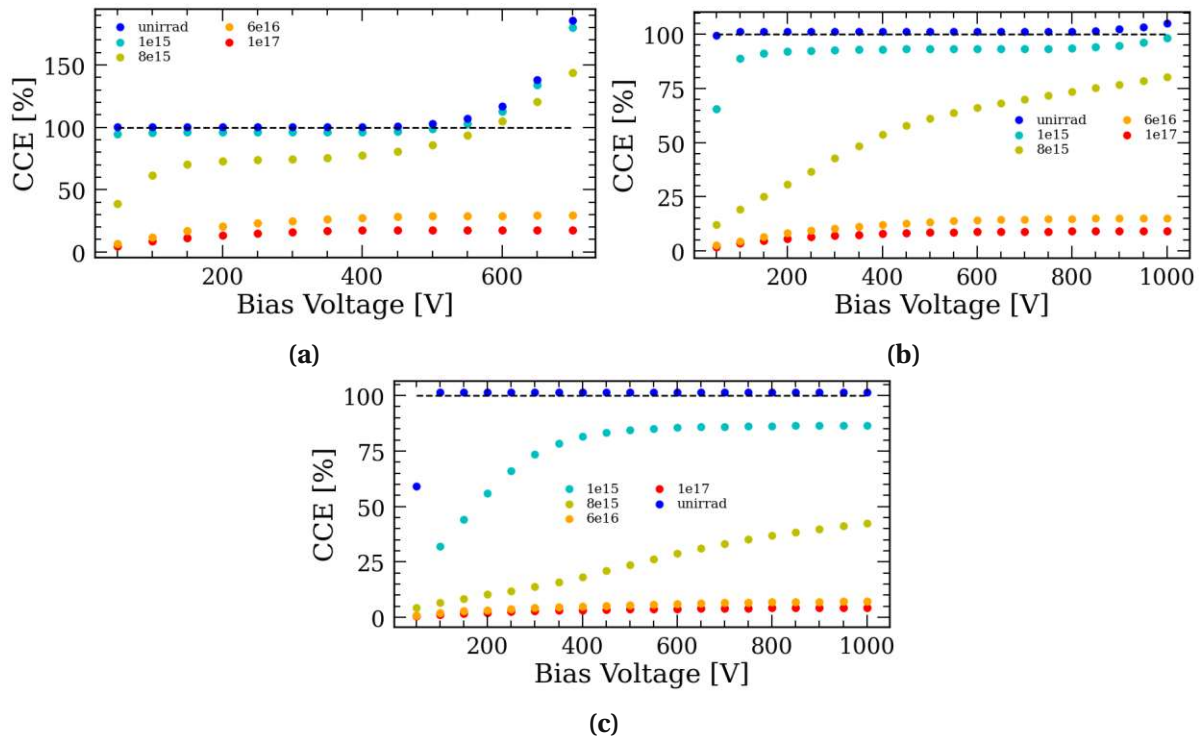 unirrad 6e16
1e15 1e17
8e15
CCE [%]
150
100
50
0
200 400 600
Bias Voltage [V]
(a)
100
75
50
25
0
CCE [%]
unirrad 6e16
1e15 1e17
8e15
200 400 600 800 1000
Bias Voltage [V]
(b)
100
75
50
25
0
CCE [%]
1e15 1e17
8e15 unirrad
6e16
200 400 600 800 1000
Bias Voltage [V]
(c)